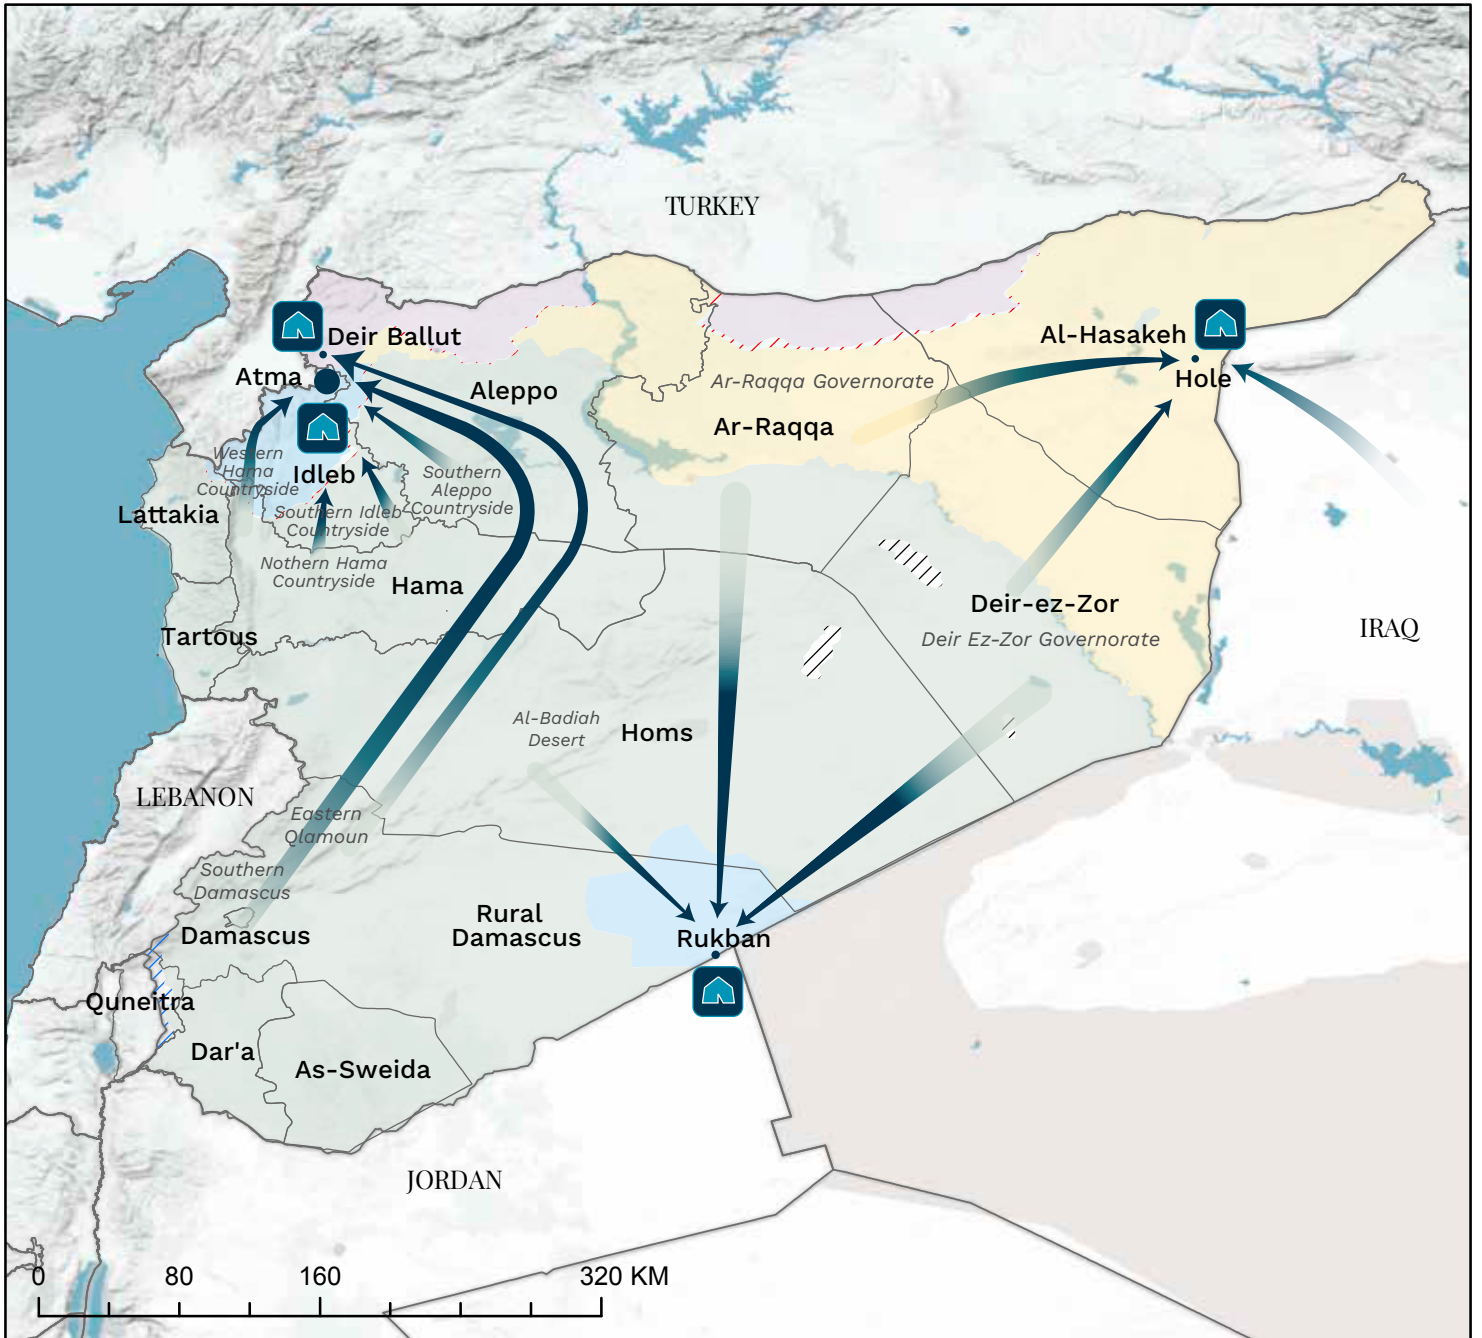 TURKEY
Deir Ballut
Al-Hasakeh
Atma
Aleppo
Ar-Raqqa Governorate
Hole
Ar-Raqqa
Western
Hama
Countryside
Idleb
Southern
Aleppo
Countryside
Lattakia
Southern Idleb
Countryside
Nothern Hama
Countryside
Hama
Deir-ez-Zor
Deir Ez-Zor Governorate
IRAQ
Tartous
Al-Badiah
Desert
Homs
LEBANON
Eastern
Qlamoun
Southern
Damascus
Rural
Damascus
Damascus
Rukban
Quneitra
Dar'a
As-Sweida
JORDAN
0 80 160 320 KM